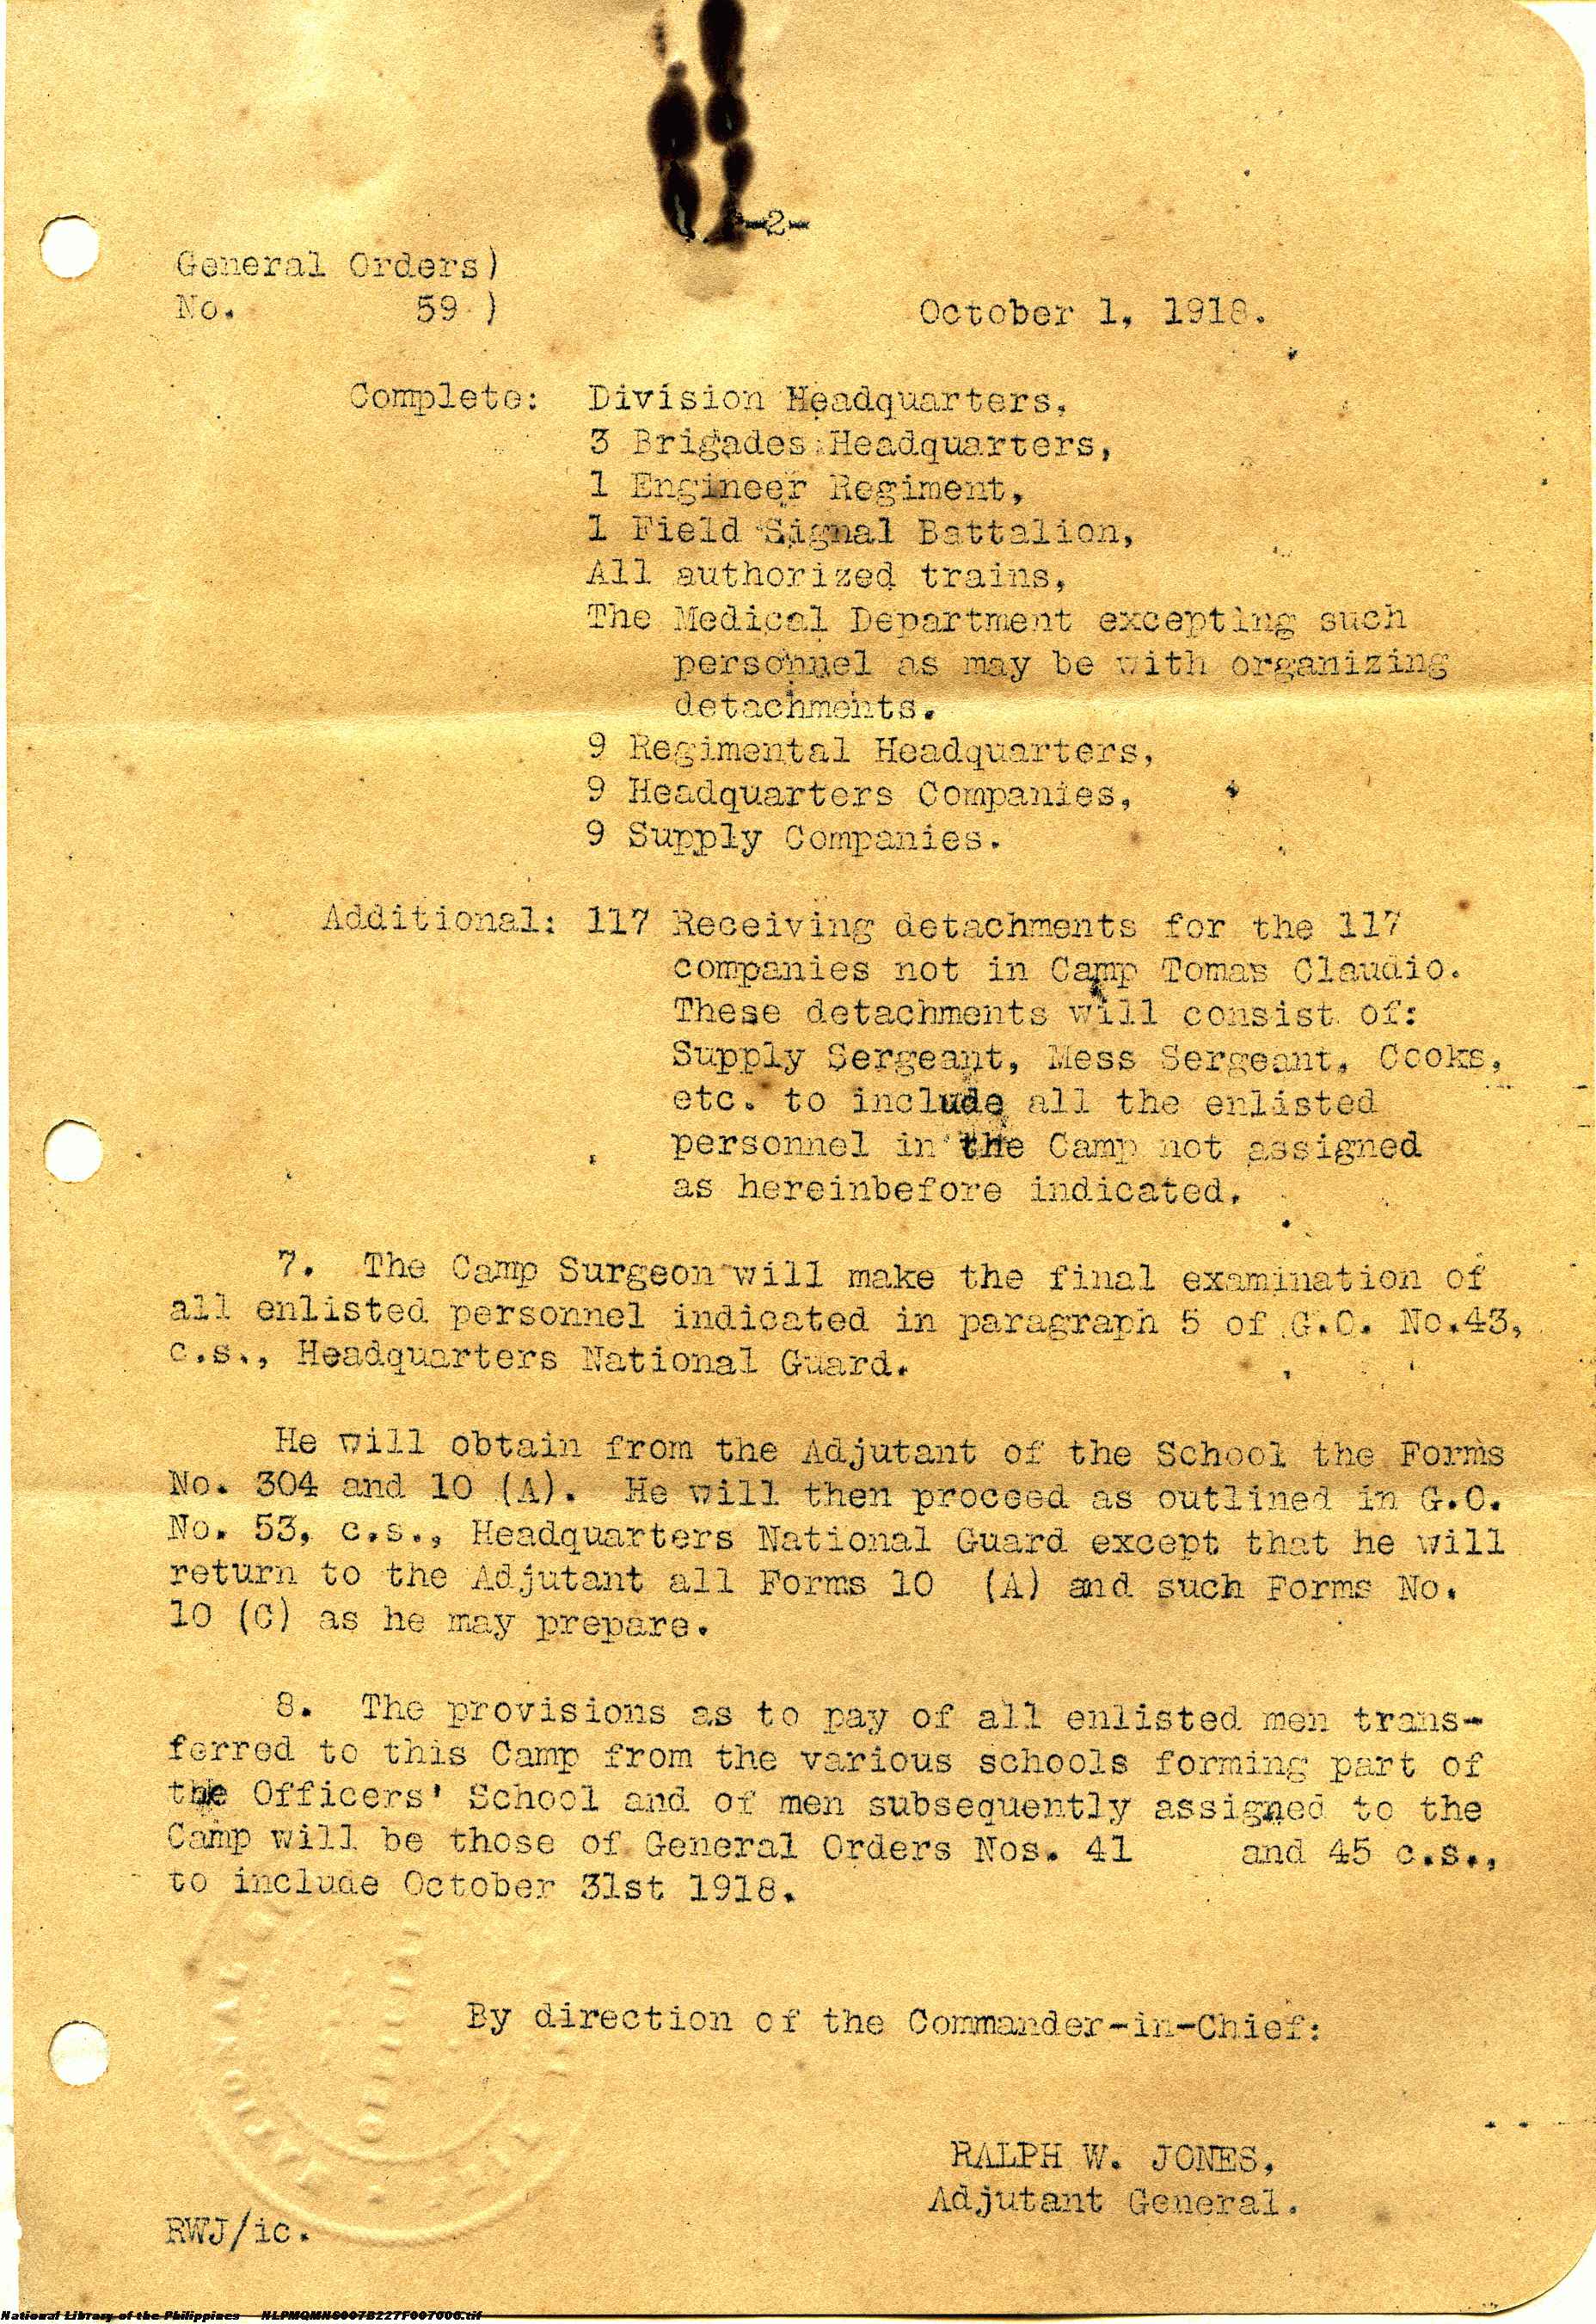 -2-
General Orders)
No. 59 )
October 1, 1918.
Complete: Division Headquarters,
3 Brigades Headquarters,
1 Engineer Regiment,
1 Field Signal Battalion,
All authorized trains,
The Medical Department excepting such
personnel as may be with organizing
detachments.
9 Regimental Headquarters,
9 Headquarters Companies,
9 Supply Companies.
Additional: 117 Receiving detachments for the 117
companies not in Camp Tomas Claudio.
These detachments will consist of:
Supply Sergeant, Mess Sergeant, Cooks,
etc. to include all the enlisted
personnel in the Camp not assigned
as hereinbefore indicated.
7. The Camp Surgeon will make the final examination of
all enlisted personnel indicated in paragraph 5 of G.O. No.43,
c.s., Headquarters National Guard.
He will obtain from the Adjutant of the School the Forms
No. 304 and 10 (A). He will then proceed as outlined in G.O.
No. 53, c.s., Headquarters National Guard except that he will
return to the Adjutant all Forms 10 (A) and such Forms No.
10 (C) as he may prepare.
8. The provisions as to pay of all enlisted men trans-
ferred to this Camp from the various schools forming part of
the Officers' School and of men subsequently assigned to the
Camp will be those of General Orders Nos. 41 and 45 c.s.,
to include October 31st 1918.
By direction of the Commander-in-Chief:
RALPH W. JONES,
Adjutant General.
RWJ/ic.
National Library of the Philippines NLPMQMNS007B227F007006.tif